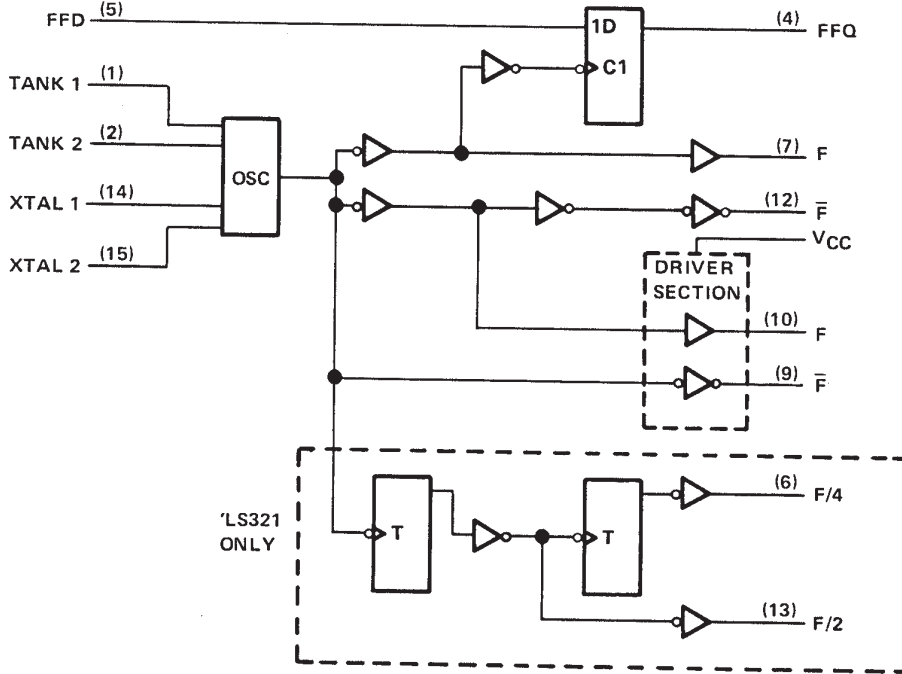 FFD (5) 1D (4) FFQ
C1
TANK 1 (1)
TANK 2 (2)
OSC
(7) F
XTAL 1 (14)
(12) F̅
XTAL 2 (15)
VCC
DRIVER
SECTION
(10) F
(9) F̅
'LS321
ONLY
T
T
(6) F/4
(13) F/2